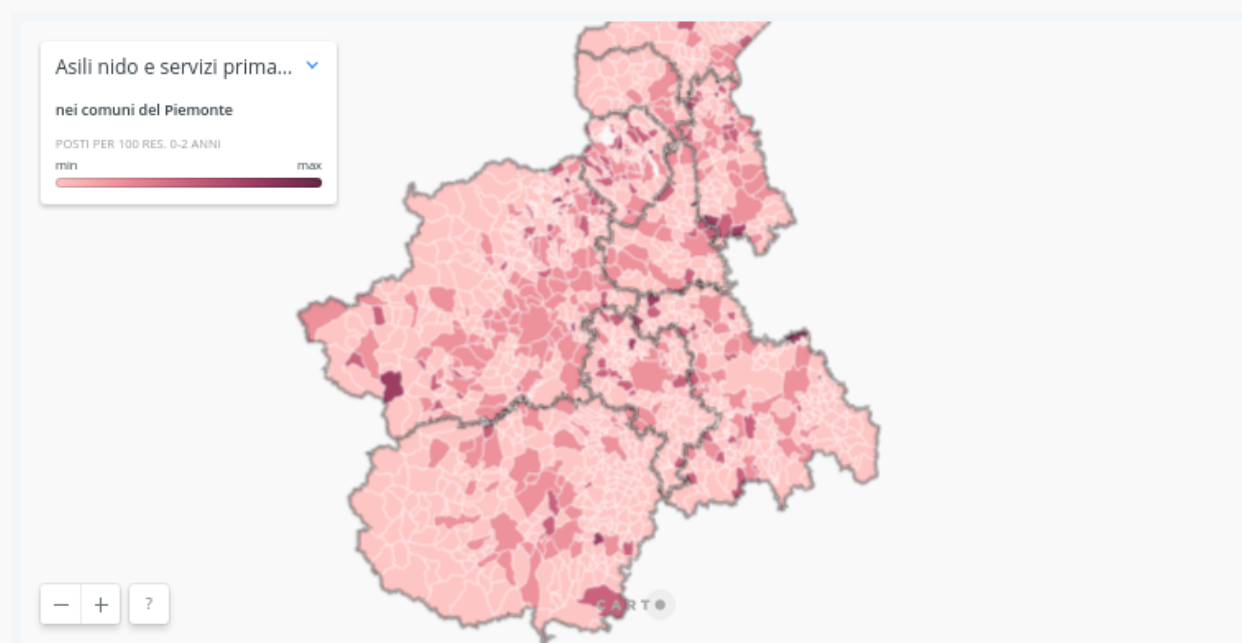 Asili nido e servizi prima...
nei comuni del Piemonte
POSTI PER 100 RES. 0-2 ANNI
min max
?
CARTO